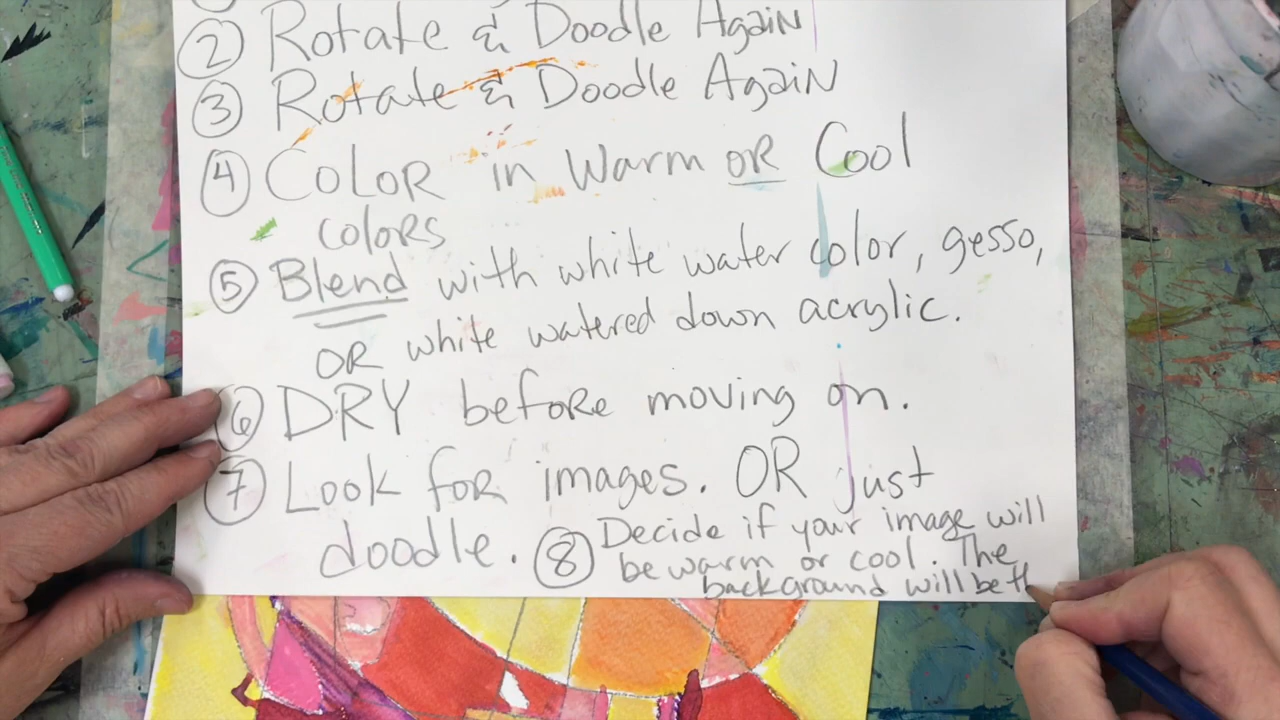 ② Rotate & Doodle Again
③ Rotate & Doodle Again
④ Color in Warm OR Cool
colors
⑤ Blend with white water color, gesso,
OR white watered down acrylic.
⑥ DRY before moving on.
⑦ Look for images. OR just
doodle. ⑧ Decide if your image will
be warm or cool. The
background will be th